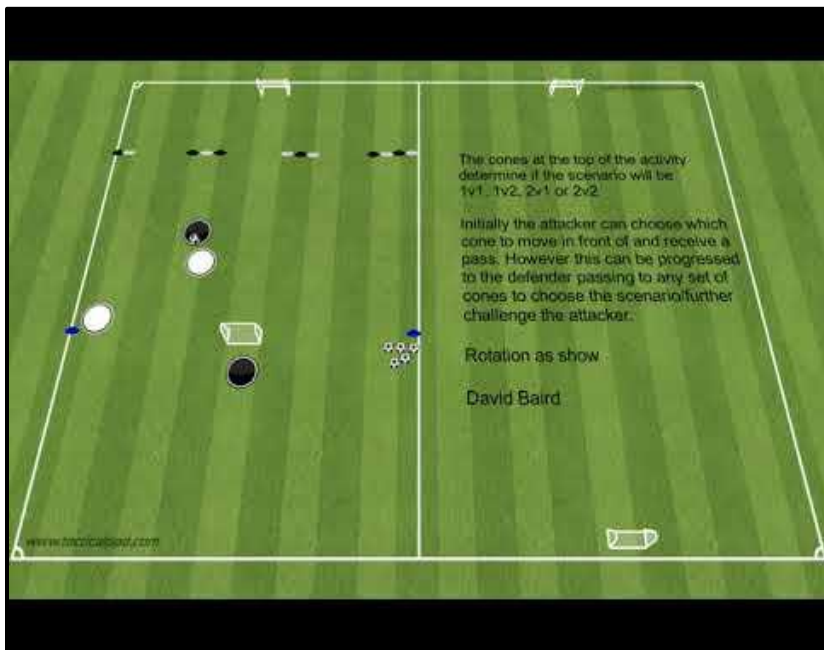 The cones at the top of the activity
determine if the scenario will be
1v1, 1v2, 2v1 or 2v2.
Initially the attacker can choose which
cone to move in front of and receive a
pass. However this can be progressed
to the defender passing to any set of
cones to choose the scenario/further
challenge the attacker.
Rotation as show
David Baird
www.tacticalpad.com